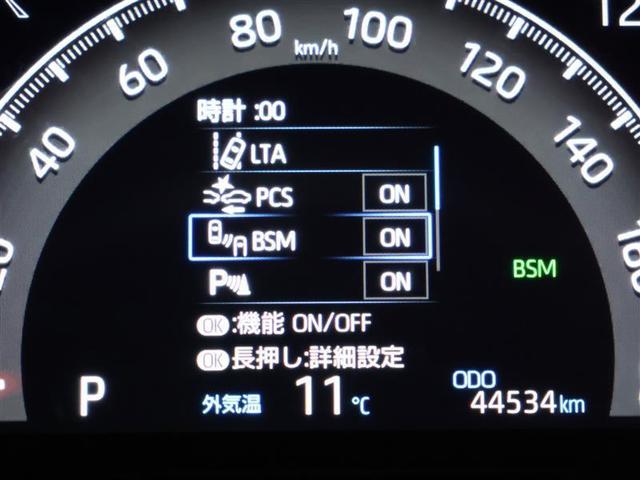 80
100
km/h
60
120
40
140
時計 :00
LTA
PCS ON
BSM ON
P ON
BSM
OK:機能 ON/OFF
OK長押し:詳細設定
P
外気温 11℃
ODO
44534km